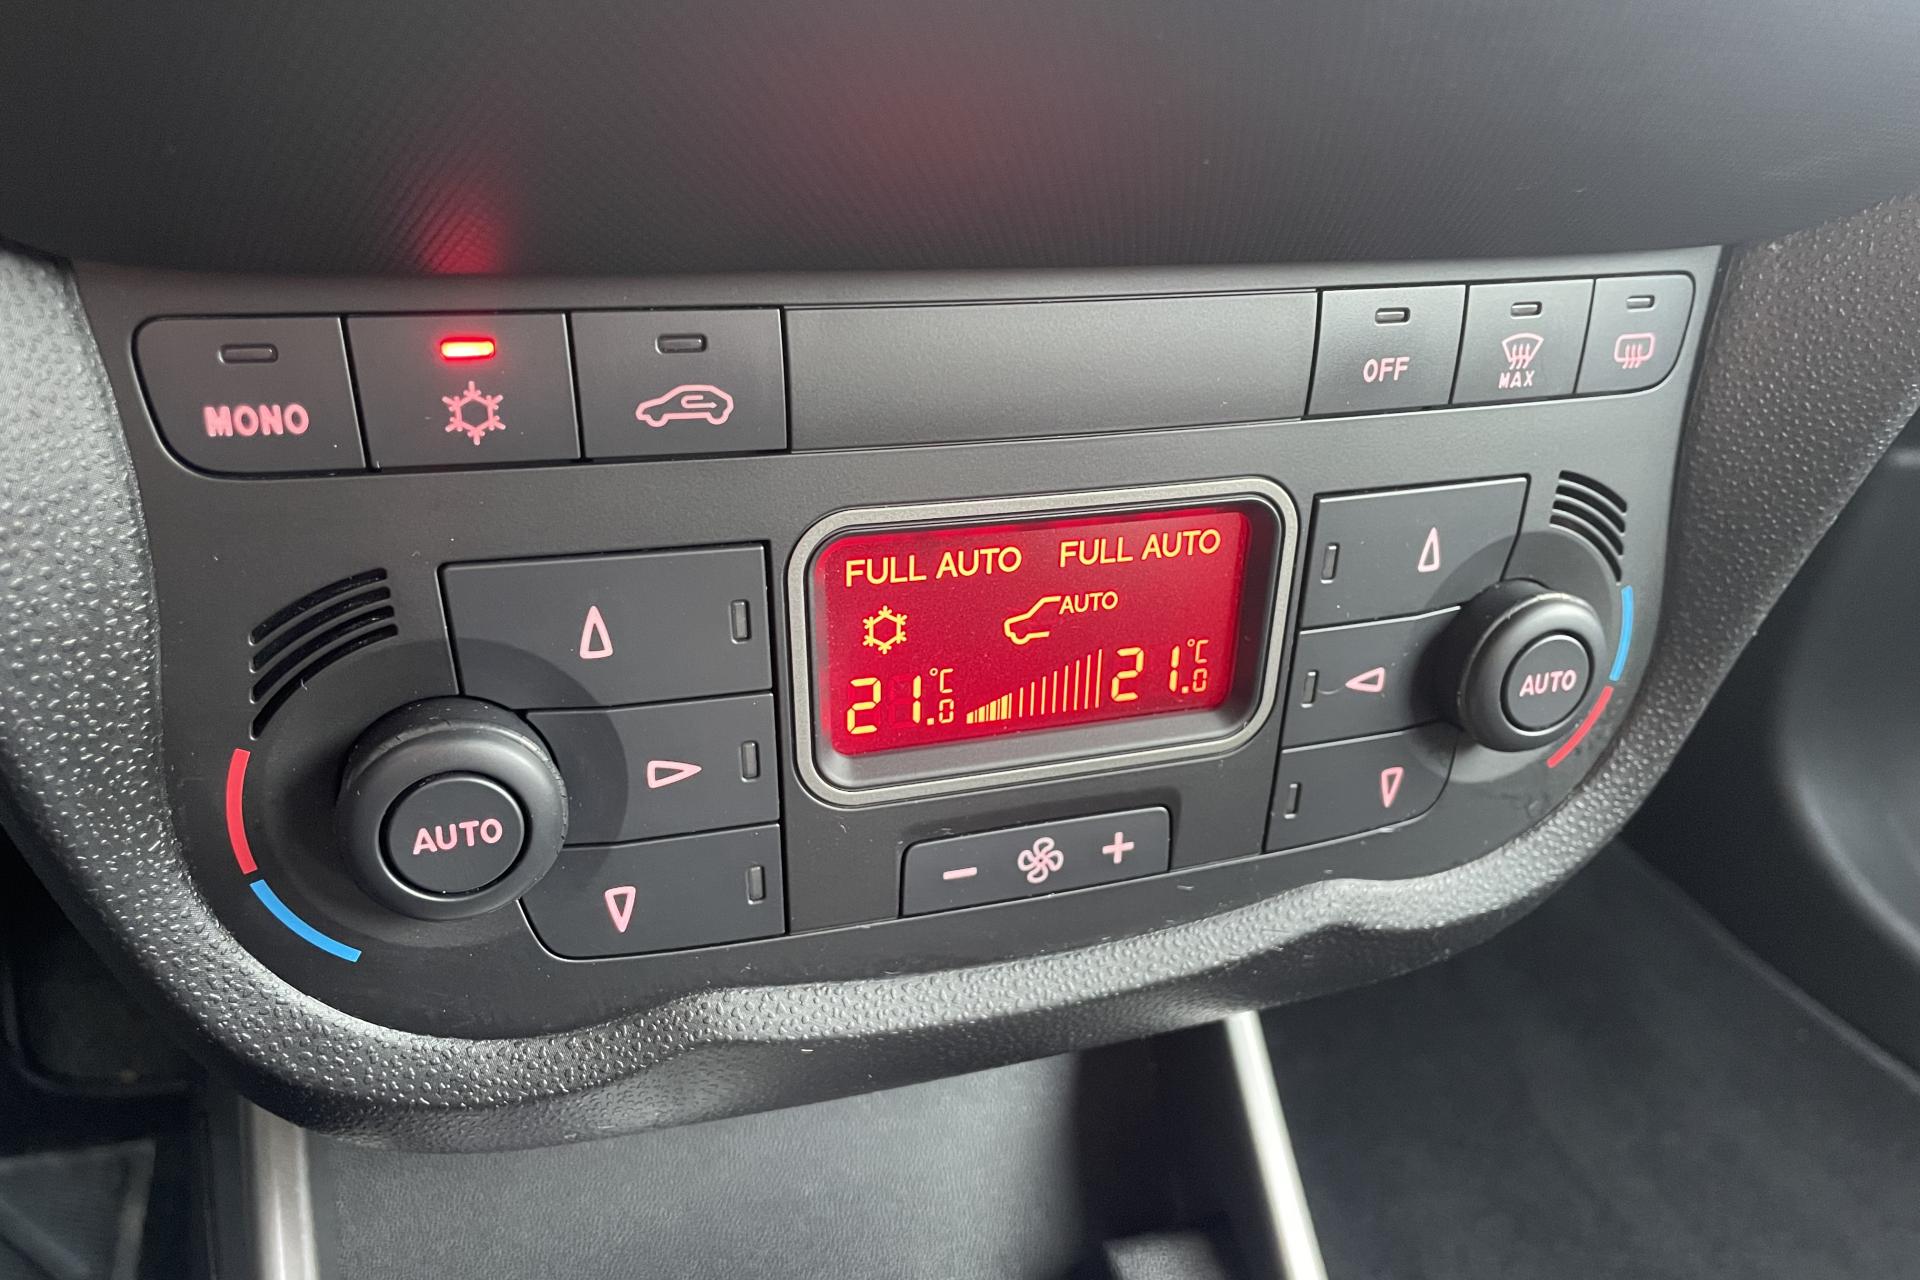 MONO
OFF
MAX
FULL AUTO FULL AUTO
AUTO
21.0 °C 21.0 °C
AUTO
AUTO
- +